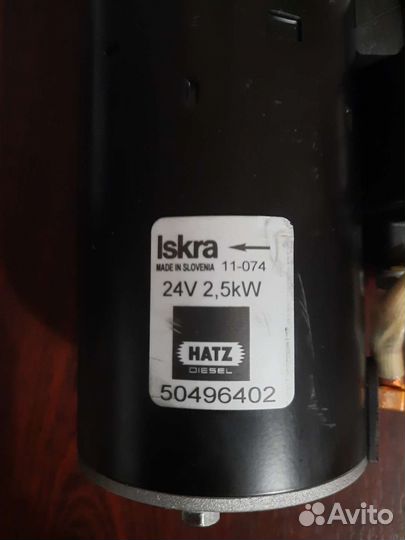 Iskra
MADE IN SLOVENIA 11-074
24V 2,5kW
HATZ
DIESEL
50496402
Avito